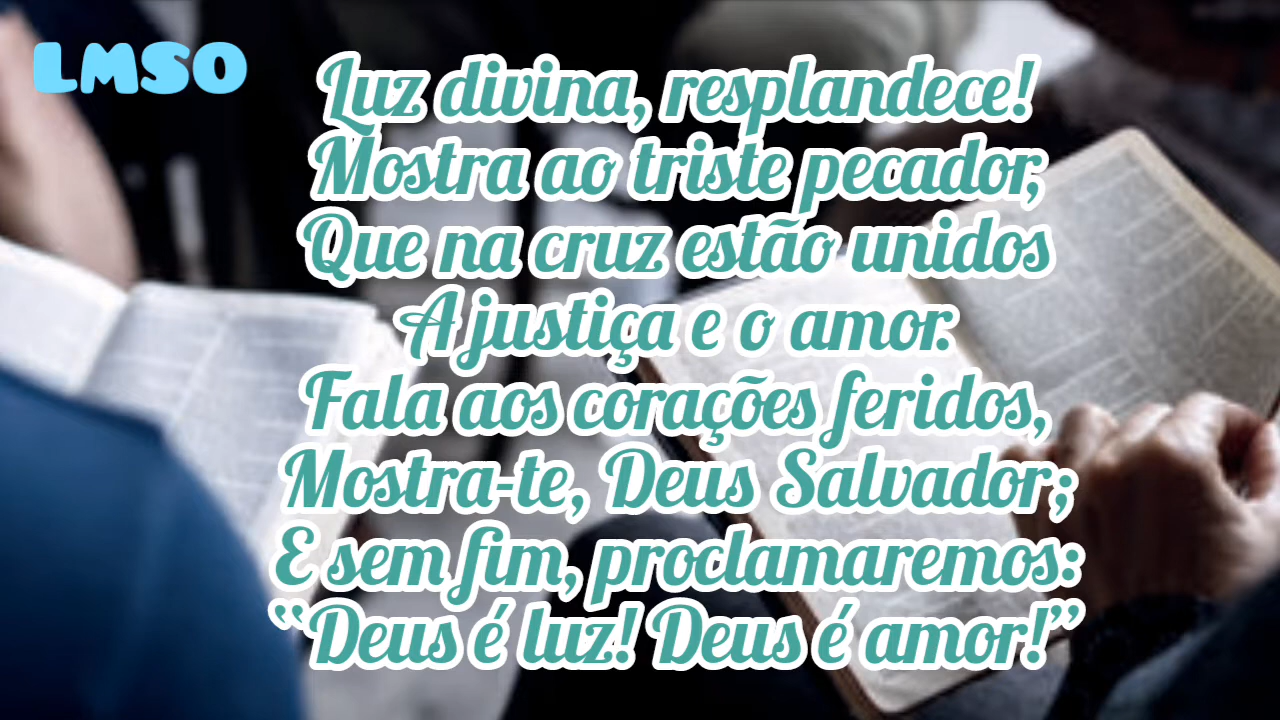 LMSO
Luz divina, resplandece!
Mostra ao triste pecador,
Que na cruz estão unidos
A justiça e o amor.
Fala aos corações feridos,
Mostra-te, Deus Salvador;
E sem fim, proclamaremos:
“Deus é luz! Deus é amor!”